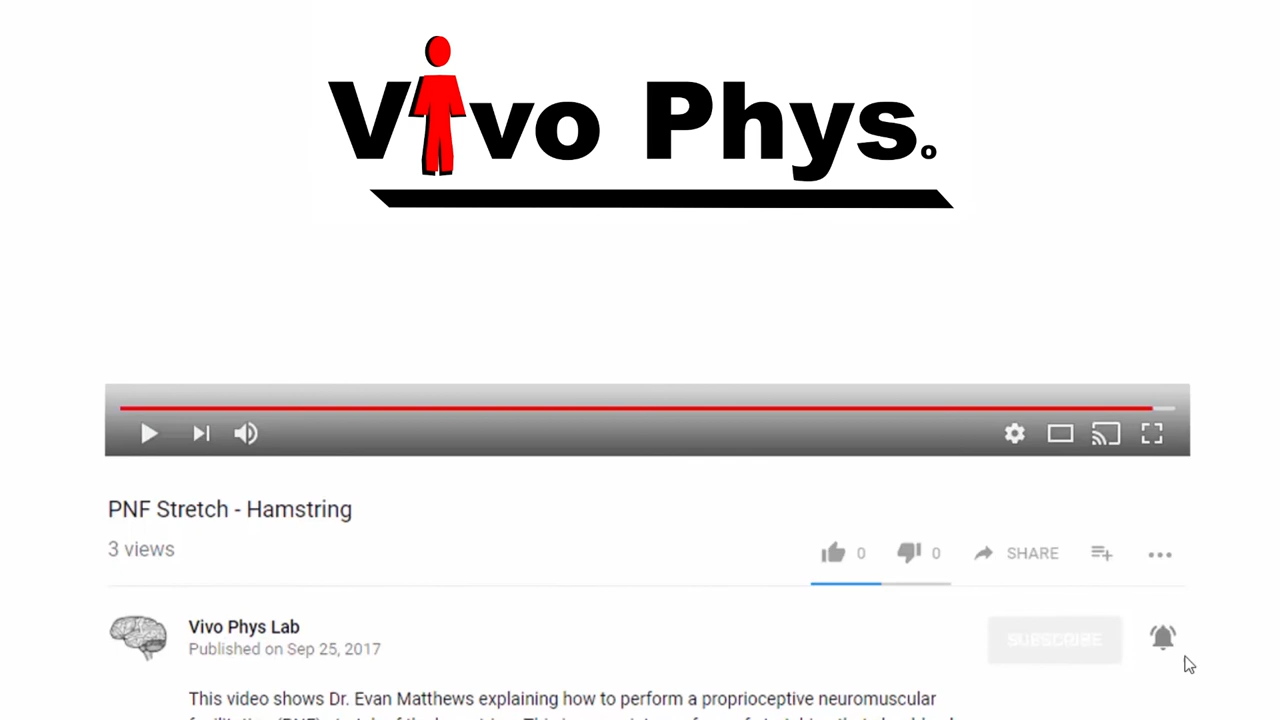 Vivo Phys.
PNF Stretch - Hamstring
3 views
0 0 SHARE
Vivo Phys Lab
Published on Sep 25, 2017
SUBSCRIBE
This video shows Dr. Evan Matthews explaining how to perform a proprioceptive neuromuscular